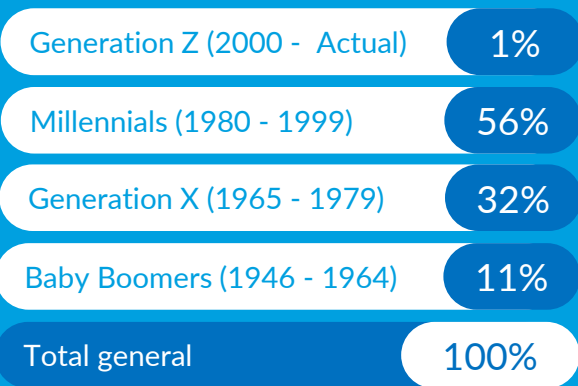 Generation Z (2000 - Actual) 1%
Millennials (1980 - 1999) 56%
Generation X (1965 - 1979) 32%
Baby Boomers (1946 - 1964) 11%
Total general 100%